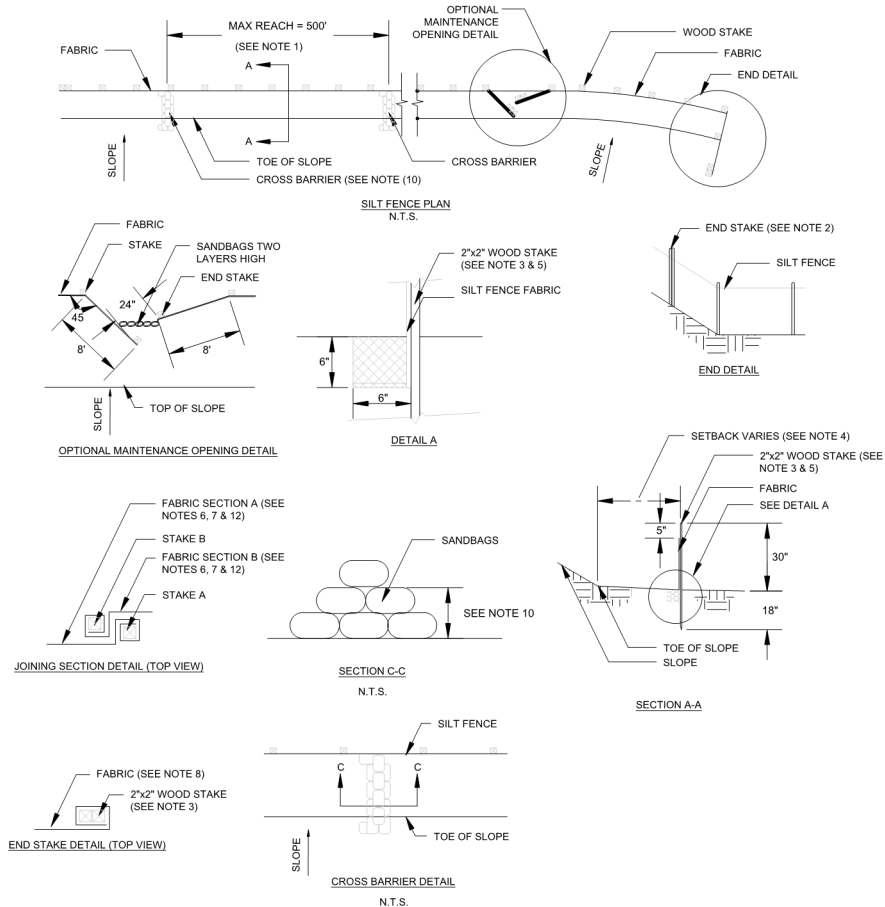 MAX REACH = 500'
(SEE NOTE 1)
FABRIC
A
A
OPTIONAL
MAINTENANCE
OPENING DETAIL
WOOD STAKE
FABRIC
END DETAIL
SLOPE
TOE OF SLOPE
CROSS BARRIER (SEE NOTE (10)
CROSS BARRIER
SLOPE
SILT FENCE PLAN
N.T.S.
FABRIC
STAKE
SANDBAGS TWO
LAYERS HIGH
END STAKE
24"
45
8'
8'
TOP OF SLOPE
SLOPE
OPTIONAL MAINTENANCE OPENING DETAIL
2"x2" WOOD STAKE
(SEE NOTE 3 & 5)
SILT FENCE FABRIC
6"
6"
DETAIL A
END STAKE (SEE NOTE 2)
SILT FENCE
END DETAIL
FABRIC SECTION A (SEE
NOTES 6, 7 & 12)
STAKE B
FABRIC SECTION B (SEE
NOTES 6, 7 & 12)
STAKE A
JOINING SECTION DETAIL (TOP VIEW)
SANDBAGS
SEE NOTE 10
SECTION C-C
N.T.S.
SETBACK VARIES (SEE NOTE 4)
2"x2" WOOD STAKE (SEE
NOTE 3 & 5)
FABRIC
SEE DETAIL A
5"
30"
18"
TOE OF SLOPE
SLOPE
SECTION A-A
FABRIC (SEE NOTE 8)
2"x2" WOOD STAKE
(SEE NOTE 3)
END STAKE DETAIL (TOP VIEW)
SILT FENCE
C
C
TOE OF SLOPE
SLOPE
CROSS BARRIER DETAIL
N.T.S.